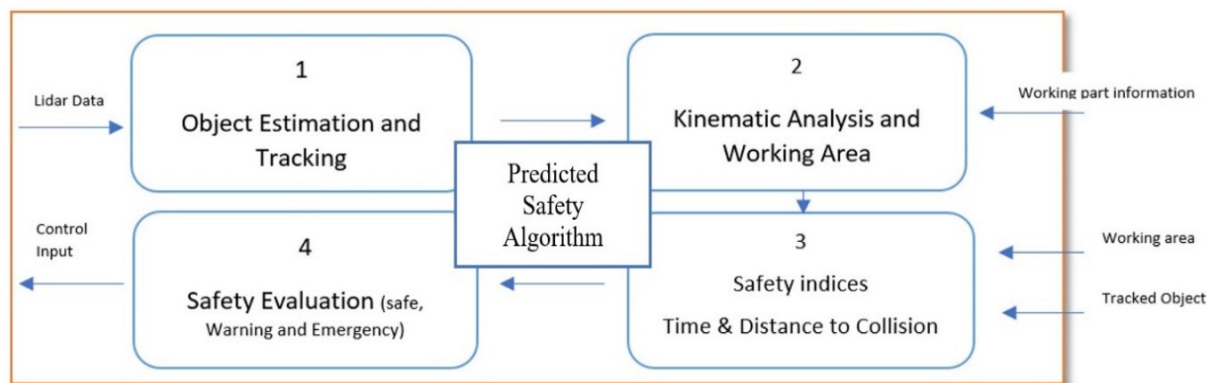 Lidar Data
1
Object Estimation and
Tracking
2
Kinematic Analysis and
Working Area
Working part information
Predicted
Safety
Algorithm
3
Safety indices
Time & Distance to Collision
Working area
Tracked Object
4
Safety Evaluation (safe,
Warning and Emergency)
Control
Input